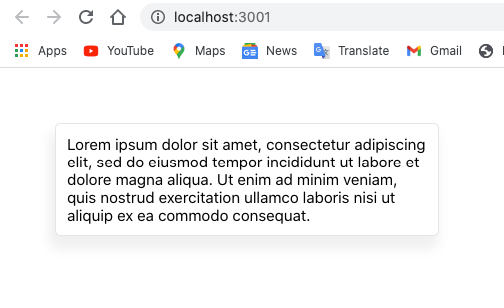 localhost:3001
Apps YouTube Maps News Translate Gmail
Lorem ipsum dolor sit amet, consectetur adipiscing
elit, sed do eiusmod tempor incididunt ut labore et
dolore magna aliqua. Ut enim ad minim veniam,
quis nostrud exercitation ullamco laboris nisi ut
aliquip ex ea commodo consequat.